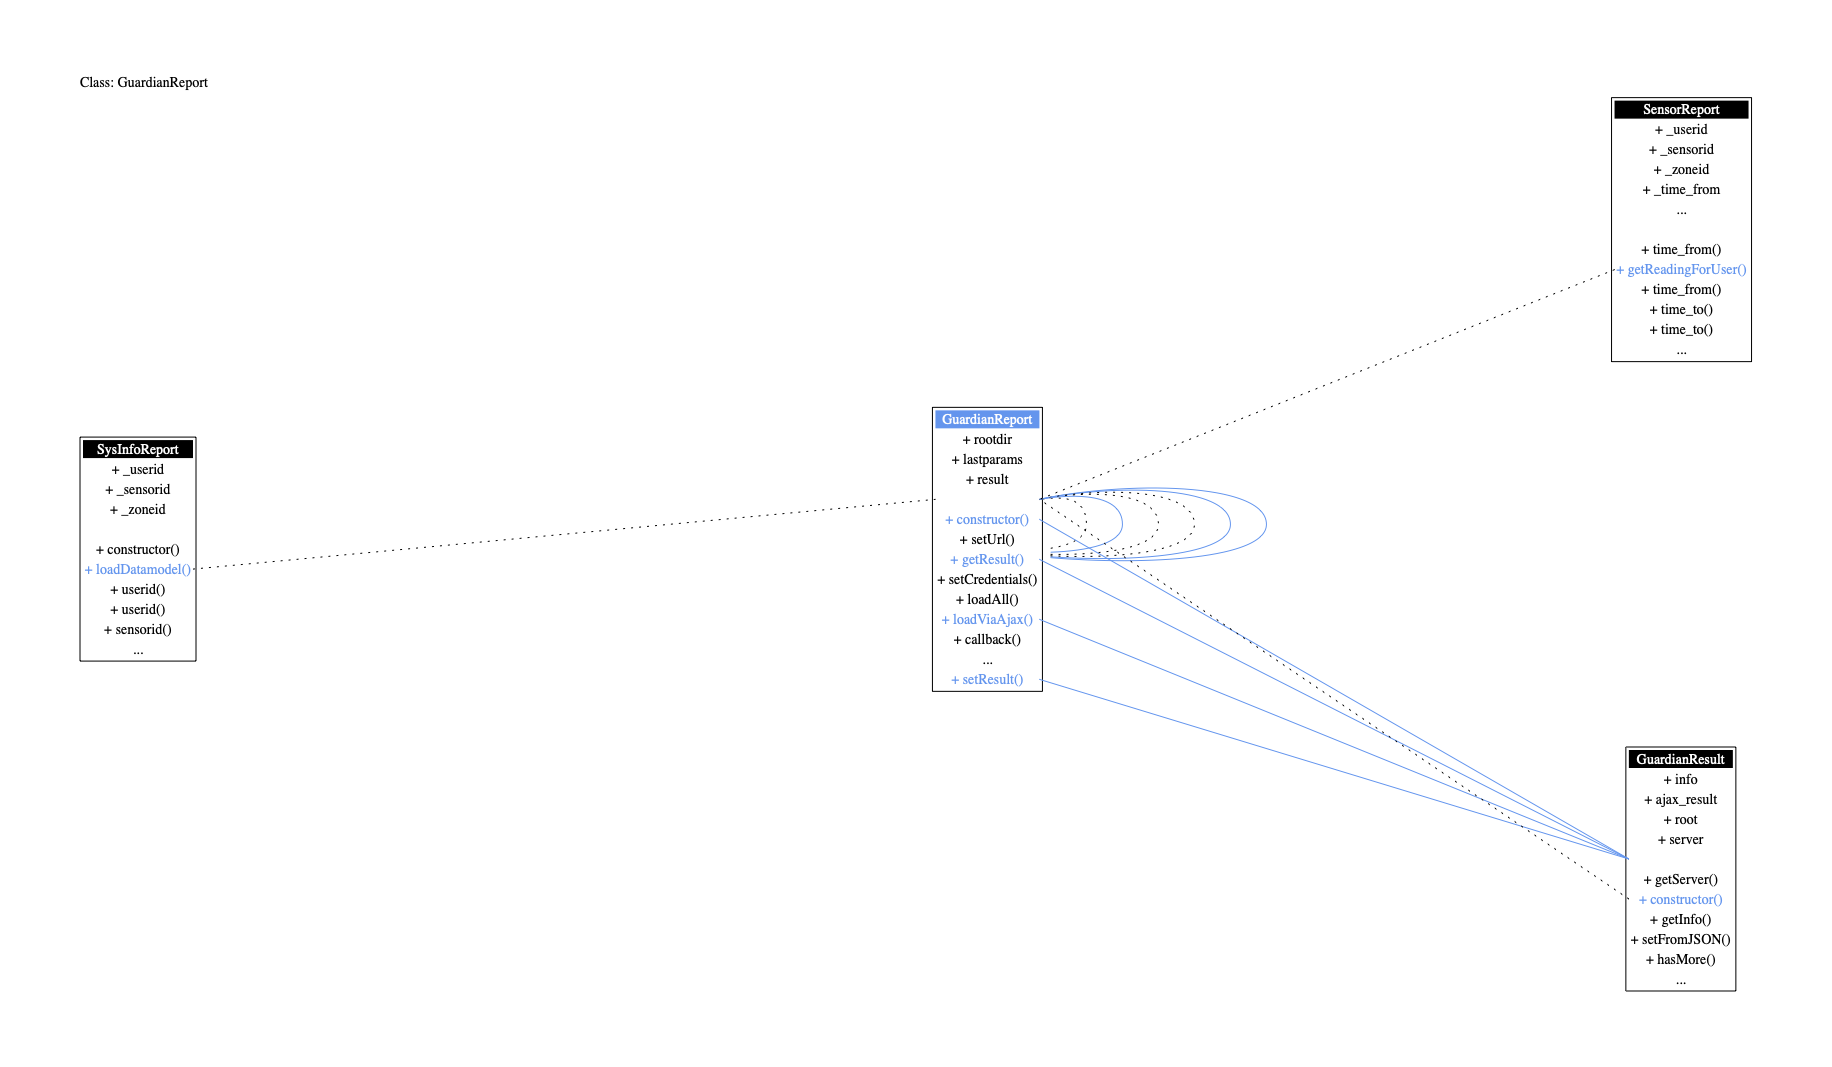 Class: GuardianReport
SensorReport
+ _userid
+ _sensorid
+ _zoneid
+ _time_from
...
+ time_from()
+ getReadingForUser()
+ time_from()
+ time_to()
+ time_to()
...
GuardianReport
+ rootdir
+ lastparams
+ result
+ constructor()
+ setUrl()
+ getResult()
+ setCredentials()
+ loadAll()
+ loadViaAjax()
+ callback()
...
+ setResult()
SysInfoReport
+ _userid
+ _sensorid
+ _zoneid
+ constructor()
+ loadDatamodel()
+ userid()
+ userid()
+ sensorid()
...
GuardianResult
+ info
+ ajax_result
+ root
+ server
+ getServer()
+ constructor()
+ getInfo()
+ setFromJSON()
+ hasMore()
...